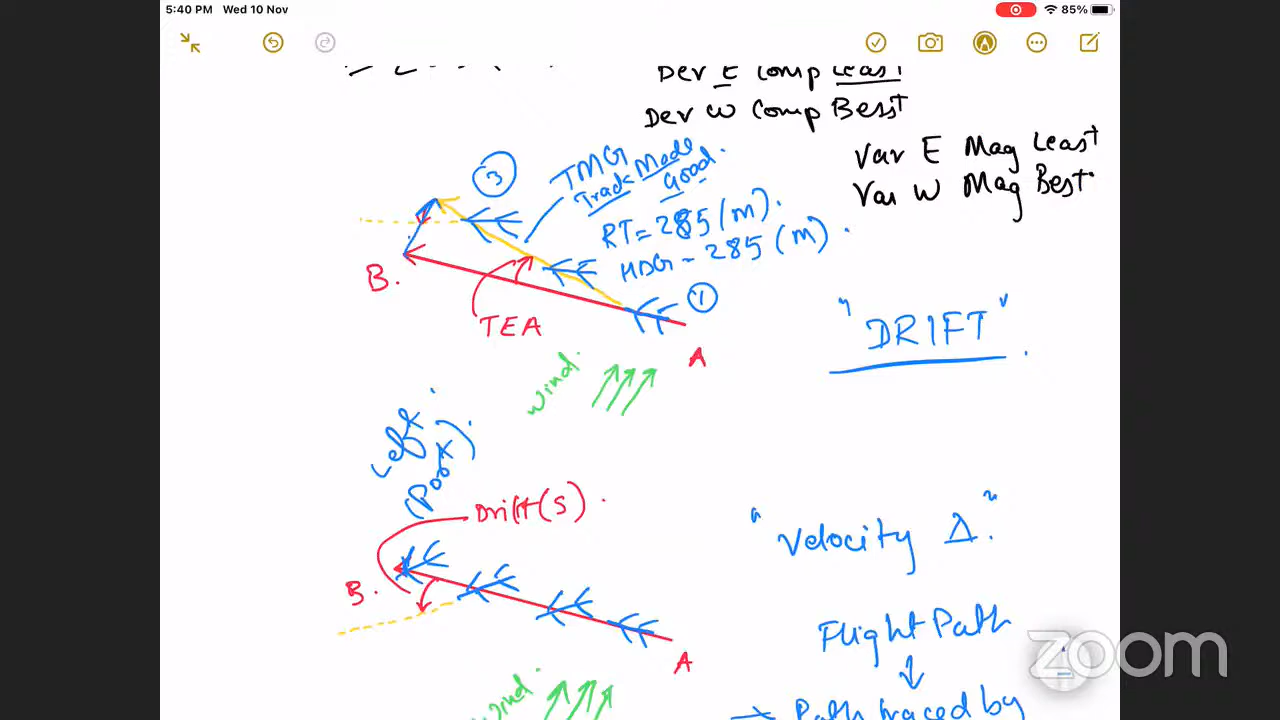 5:40 PM Wed 10 Nov
85%
Dev E Comp Least
Dev W Comp Besst
Var E Mag Least
Var W Mag Best
3
TMG
Track Made
Good.
RT = 285 (m).
HDG - 285 (m).
B.
TEA
1
A
"DRIFT".
wind.
Left.
(Port).
Drift(S).
B.
A
wind.
"Velocity Δ."
Flight Path
→ Path traced by
zoom